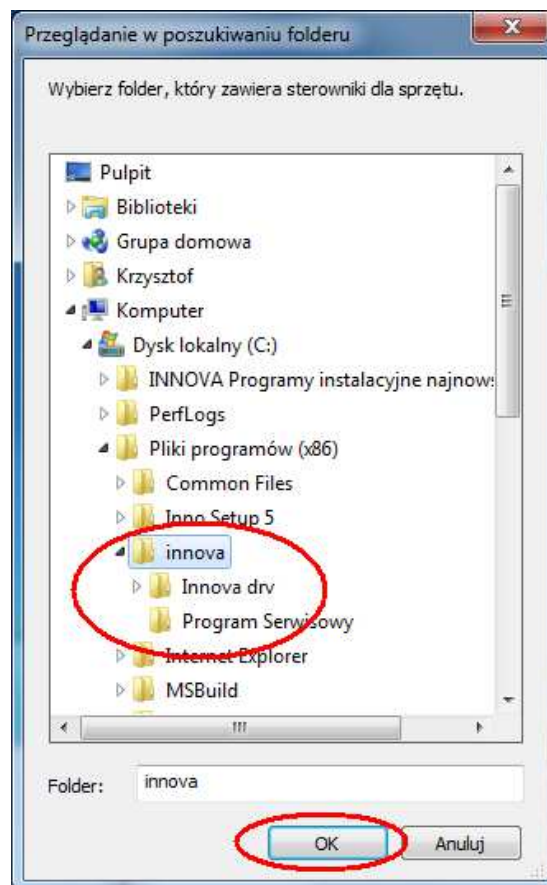 Przeglądanie w poszukiwaniu folderu
Wybierz folder, który zawiera sterowniki dla sprzętu.
Pulpit
Biblioteki
Grupa domowa
Krzysztof
Komputer
Dysk lokalny (C:)
INNOVA Programy instalacyjne najnows
PerfLogs
Pliki programów (x86)
Common Files
Inno Setup 5
innova
Innova drv
Program Serwisowy
Internet Explorer
MSBuild
Folder: innova
OK Anuluj